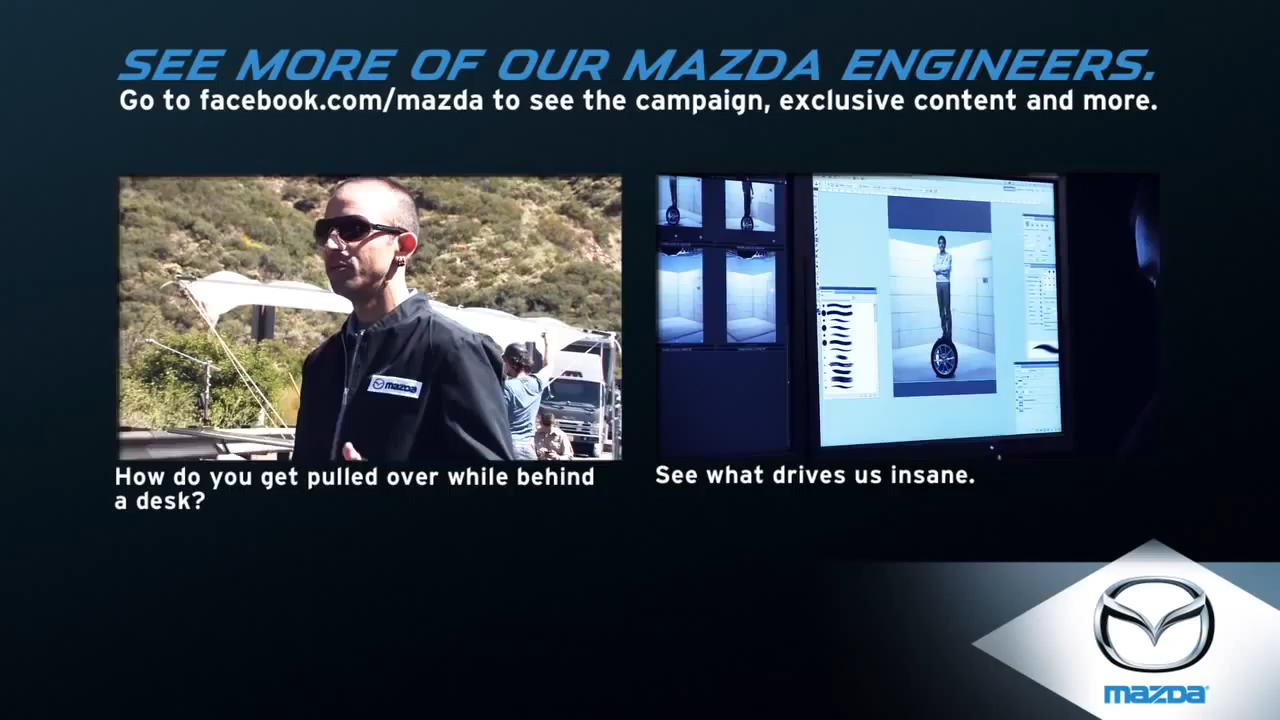 SEE MORE OF OUR MAZDA ENGINEERS.
Go to facebook.com/mazda to see the campaign, exclusive content and more.
mazda
How do you get pulled over while behind
a desk?
See what drives us insane.
mazda